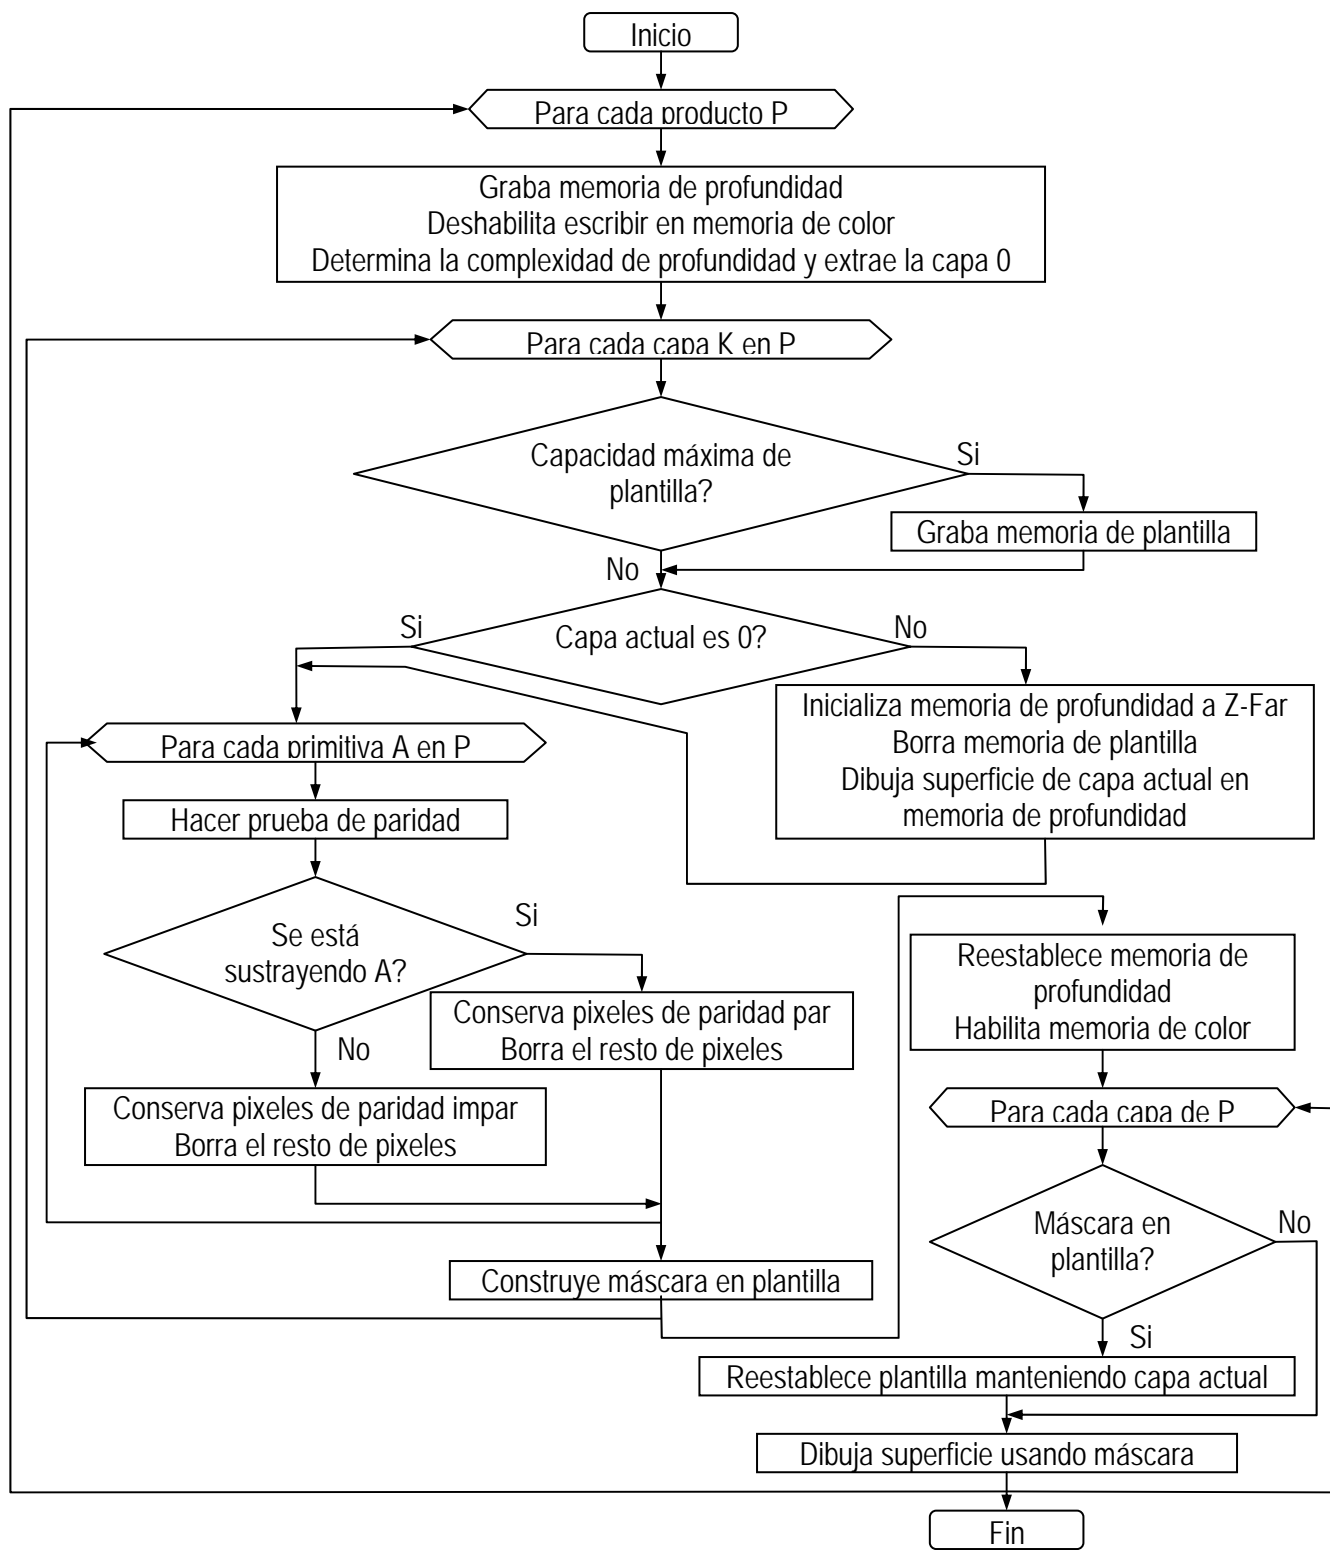 Inicio
Para cada producto P
Graba memoria de profundidad
Deshabilita escribir en memoria de color
Determina la complexidad de profundidad y extrae la capa 0
Para cada capa K en P
Capacidad máxima de
plantilla?
Si
Graba memoria de plantilla
No
Capa actual es 0?
Si
No
Inicializa memoria de profundidad a Z-Far
Borra memoria de plantilla
Dibuja superficie de capa actual en
memoria de profundidad
Para cada primitiva A en P
Hacer prueba de paridad
Se está
sustrayendo A?
Si
Conserva pixeles de paridad par
Borra el resto de pixeles
No
Conserva pixeles de paridad impar
Borra el resto de pixeles
Construye máscara en plantilla
Reestablece memoria de
profundidad
Habilita memoria de color
Para cada capa de P
Máscara en
plantilla?
No
Si
Reestablece plantilla manteniendo capa actual
Dibuja superficie usando máscara
Fin